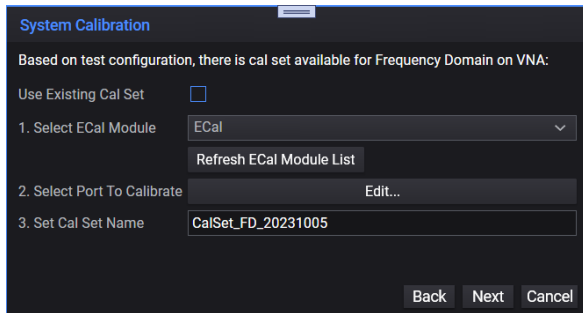 System Calibration
Based on test configuration, there is cal set available for Frequency Domain on VNA:
Use Existing Cal Set
1. Select ECal Module ECal
Refresh ECal Module List
2. Select Port To Calibrate Edit...
3. Set Cal Set Name CalSet_FD_20231005
Back Next Cancel